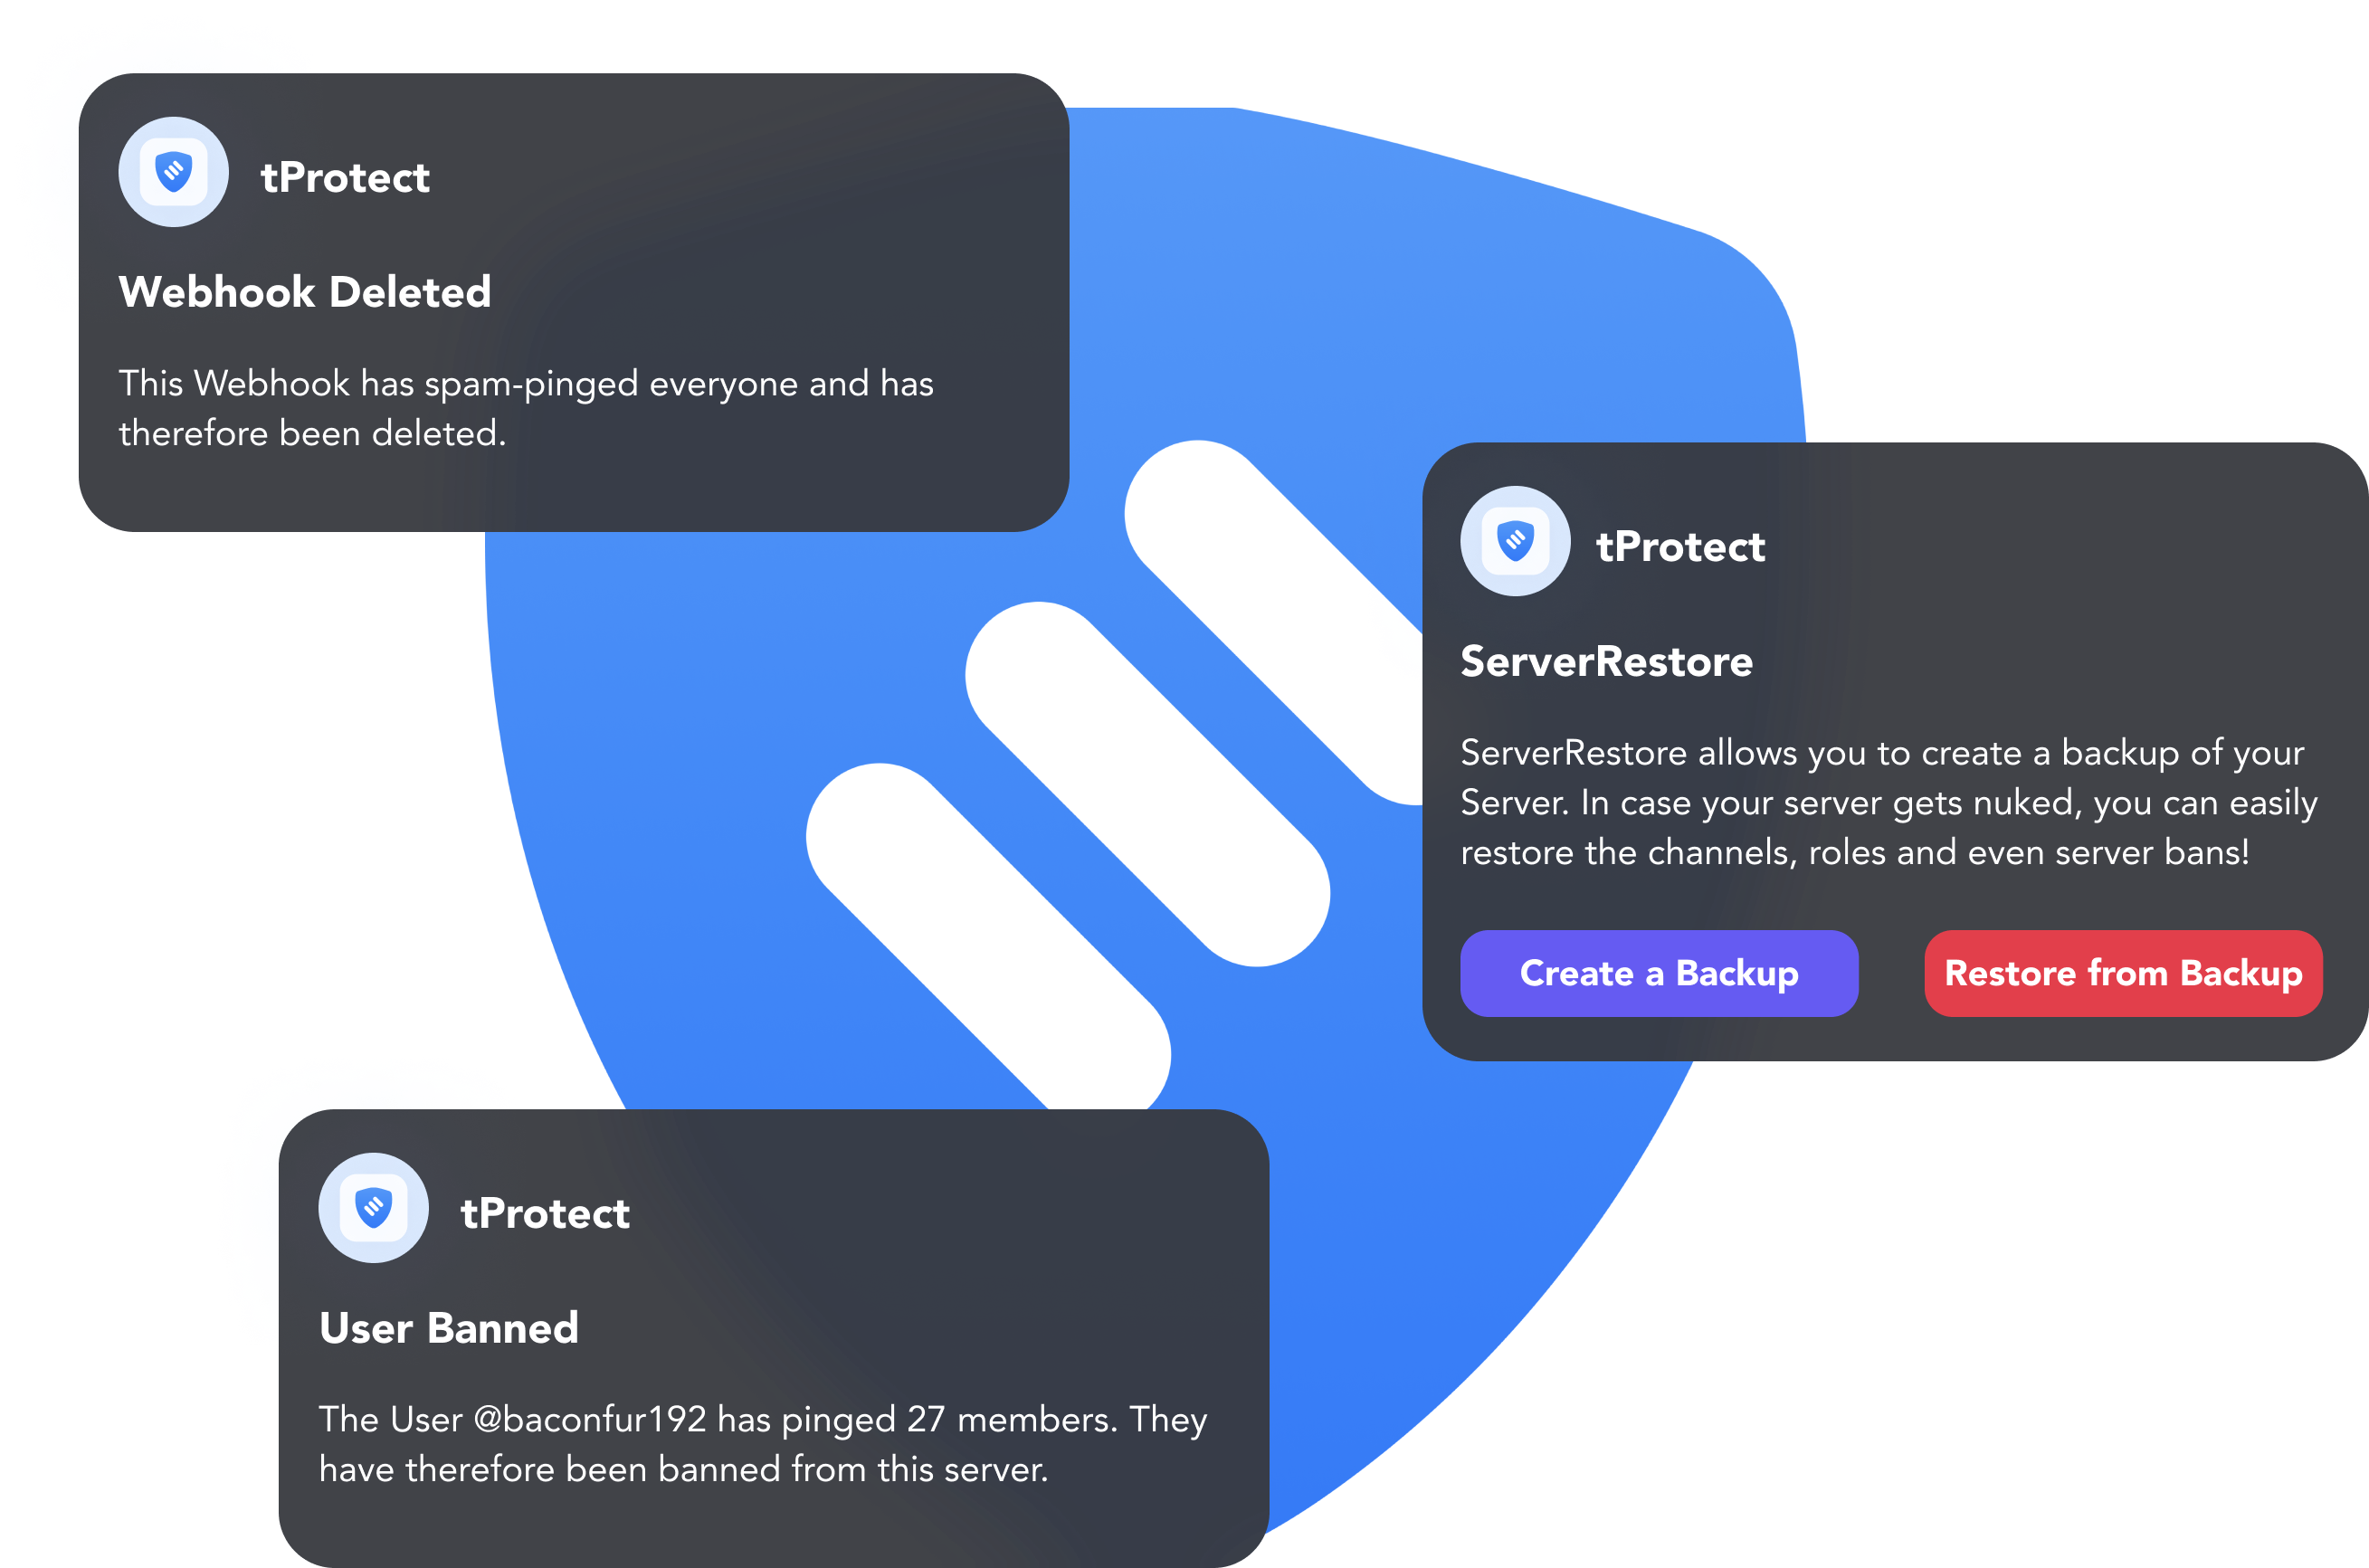 tProtect
Webhook Deleted
This Webhook has spam-pinged everyone and has
therefore been deleted.
tProtect
ServerRestore
ServerRestore allows you to create a backup of your
Server. In case your server gets nuked, you can easily
restore the channels, roles and even server bans!
Create a Backup
Restore from Backup
tProtect
User Banned
The User @baconfur192 has pinged 27 members. They
have therefore been banned from this server.